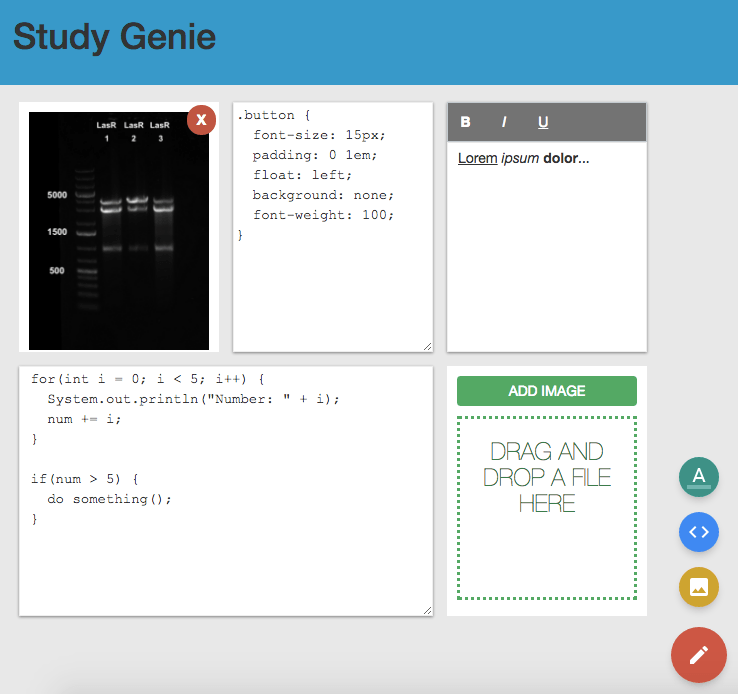 Study Genie
LasR LasR LasR
1 2 3
5000
1500
500
X
.button {
  font-size: 15px;
  padding: 0 1em;
  float: left;
  background: none;
  font-weight: 100;
}
B I U
Lorem ipsum dolor...
for(int i = 0; i < 5; i++) {
  System.out.println("Number: " + i);
  num += i;
}
if(num > 5) {
  do something();
}
ADD IMAGE
DRAG AND
DROP A FILE
HERE
A
<>